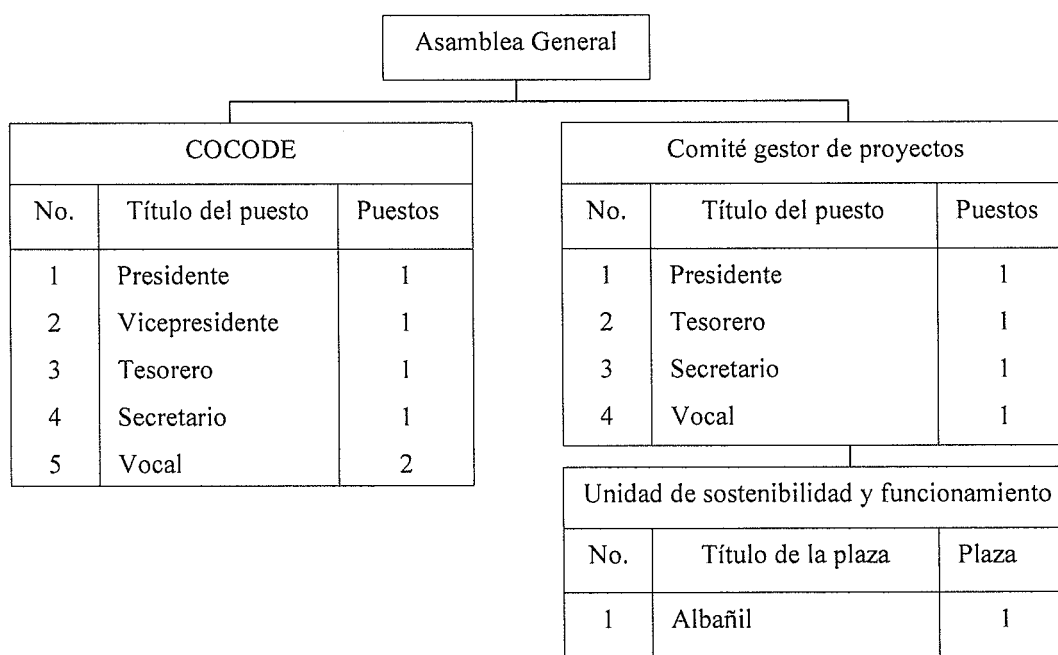 Asamblea General
COCODE
No. Título del puesto Puestos
1 Presidente 1
2 Vicepresidente 1
3 Tesorero 1
4 Secretario 1
5 Vocal 2
Comité gestor de proyectos
No. Título del puesto Puestos
1 Presidente 1
2 Tesorero 1
3 Secretario 1
4 Vocal 1
Unidad de sostenibilidad y funcionamiento
No. Título de la plaza Plaza
1 Albañil 1